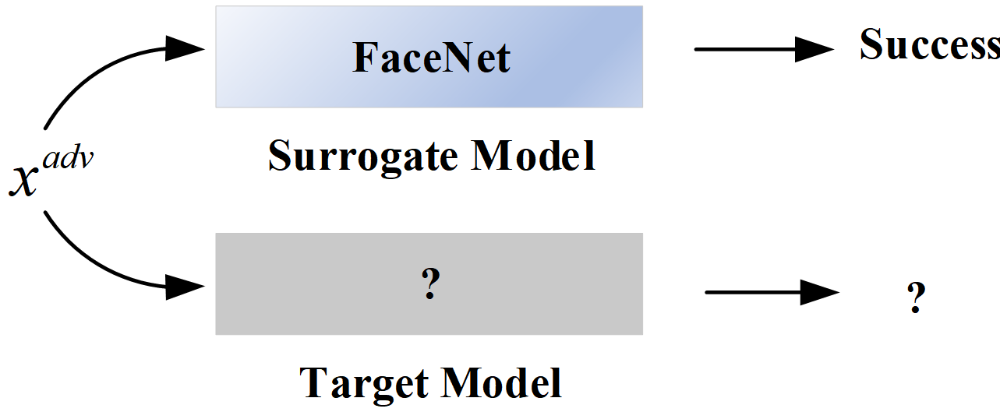 FaceNet
Success
Surrogate Model
x^adv
?
?
Target Model